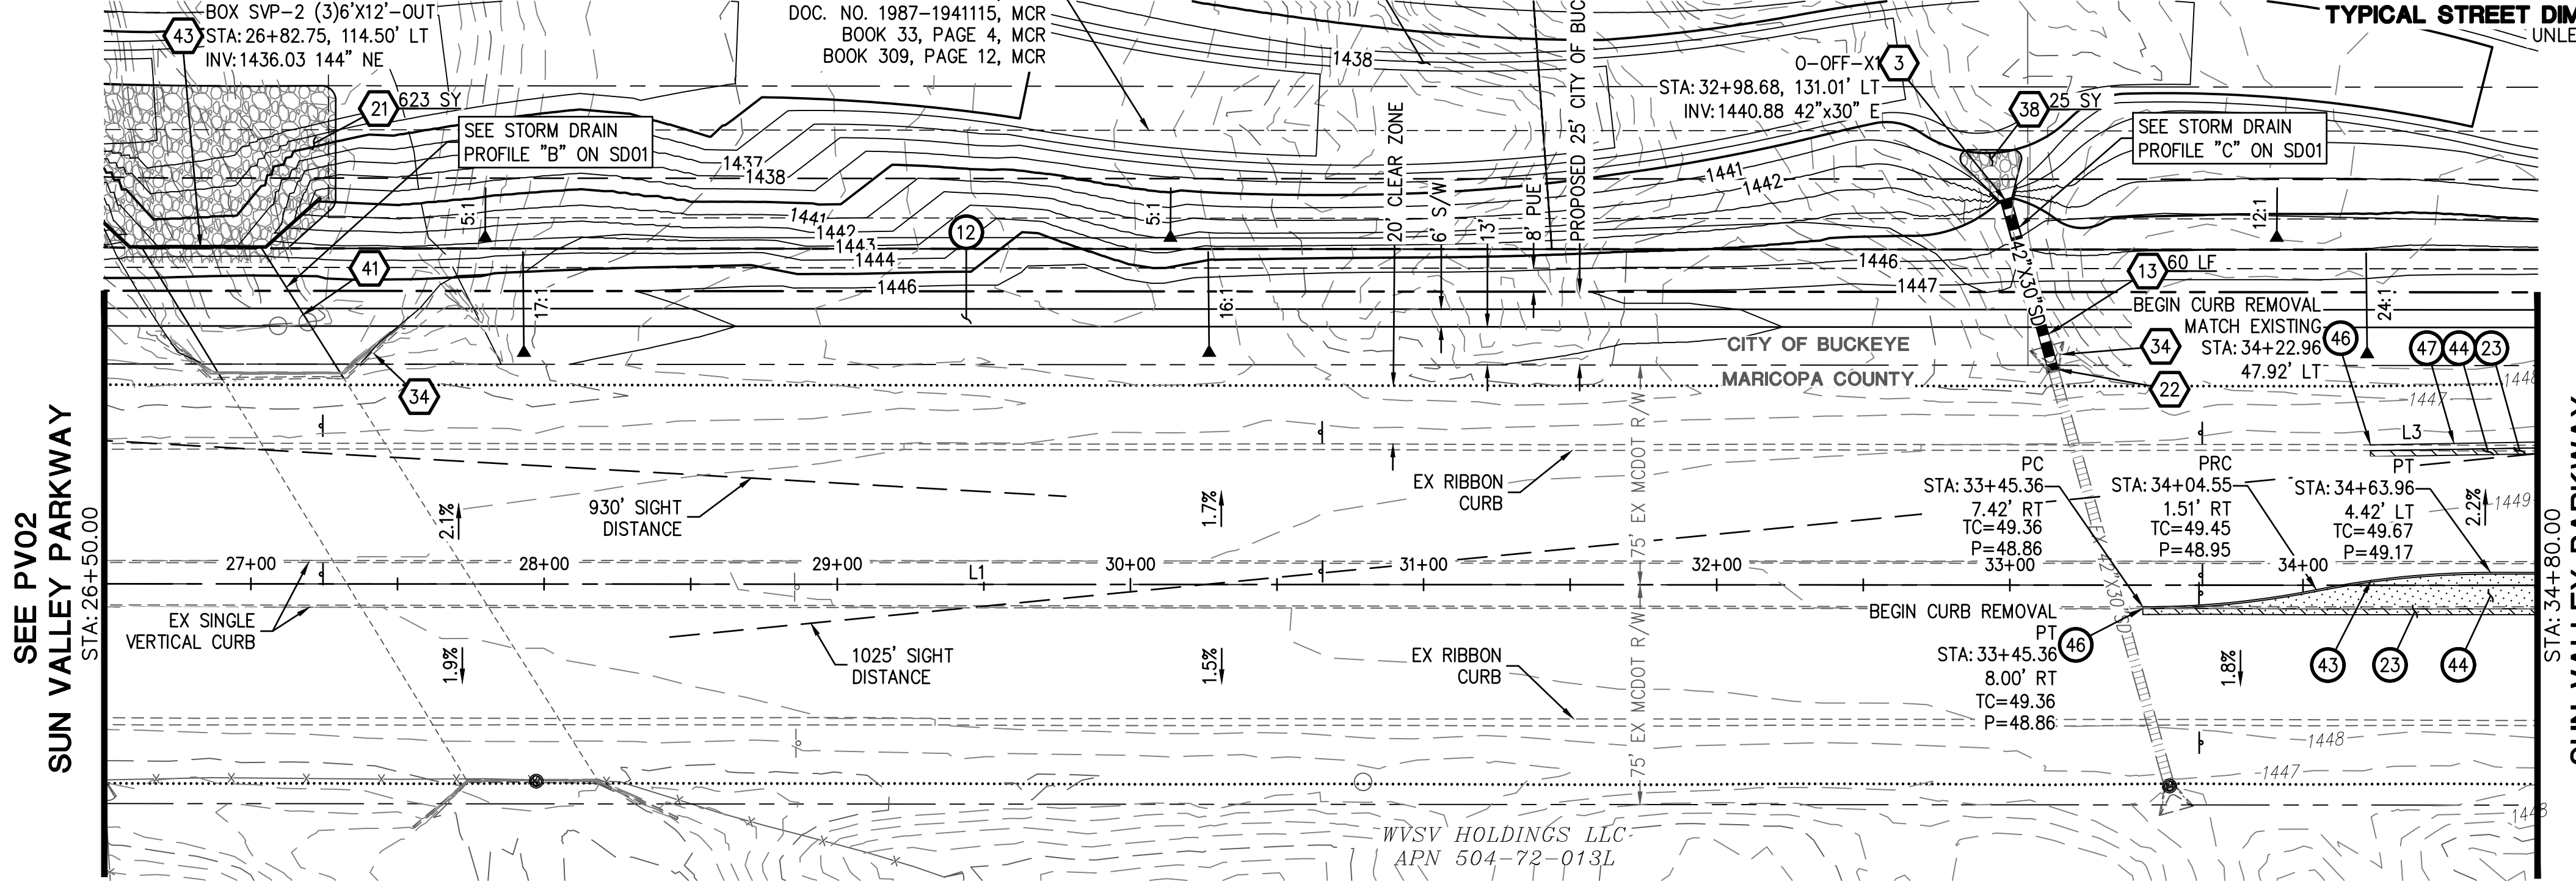 BOX SVP-2 (3)6'X12'-OUT
STA: 26+82.75, 114.50' LT
INV: 1436.03 144" NE
43
21
623 SY
SEE STORM DRAIN
PROFILE "B" ON SD01
DOC. NO. 1987-1941115, MCR
BOOK 33, PAGE 4, MCR
BOOK 309, PAGE 12, MCR
1438
20' CLEAR ZONE
6' S/W
13'
8' PUE
PROPOSED 25' CITY OF BUC
O-OFF-X1
3
STA: 32+98.68, 131.01' LT
INV: 1440.88 42"x30" E
38
25 SY
TYPICAL STREET DIM
UNLE
SEE STORM DRAIN
PROFILE "C" ON SD01
1437
1438
1441
1442
1443
1444
1446
1441
1442
1446
1447
5:1
5:1
12:1
12
41
17:1
16:1
24:1
34
42"X30" SD
13
60 LF
BEGIN CURB REMOVAL
MATCH EXISTING
STA: 34+22.96
47.92' LT
46
47
44
23
34
22
CITY OF BUCKEYE
MARICOPA COUNTY
1448
1447
L3
SEE PV02
SUN VALLEY PARKWAY
STA: 26+50.00
930' SIGHT
DISTANCE
2.1%
1.7%
EX RIBBON
CURB
75' EX MCDOT R/W
PC
STA: 33+45.36
7.42' RT
TC=49.36
P=48.86
PRC
STA: 34+04.55
1.51' RT
TC=49.45
P=48.95
PT
STA: 34+63.96
4.42' LT
TC=49.67
P=49.17
2.2%
1449
EX 42"X30" SD
27+00
28+00
29+00
L1
30+00
31+00
32+00
33+00
34+00
EX SINGLE
VERTICAL CURB
1.9%
1025' SIGHT
DISTANCE
1.5%
EX RIBBON
CURB
75' EX MCDOT R/W
BEGIN CURB REMOVAL
PT
STA: 33+45.36
8.00' RT
TC=49.36
P=48.86
46
1.8%
43
23
44
1448
1447
1448
WVSV HOLDINGS LLC
APN 504-72-013L
STA: 34+80.00